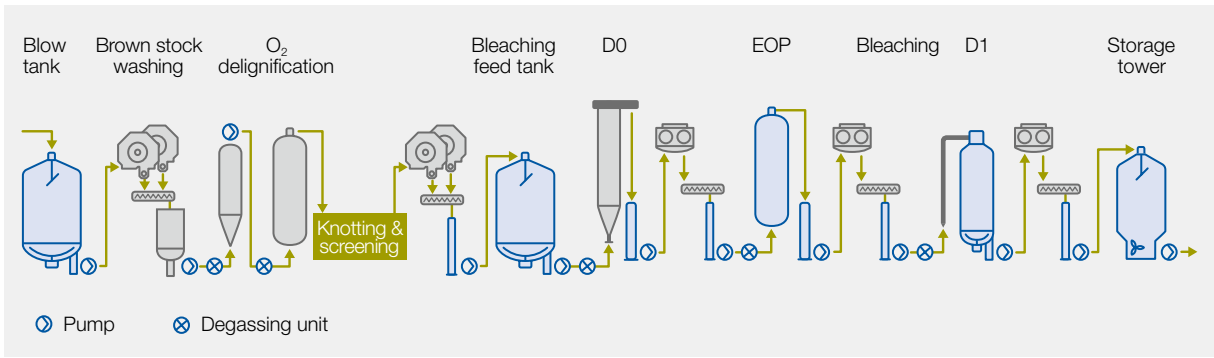 Blow
tank
Brown stock
washing
O₂
delignification
Bleaching
feed tank
D0
EOP
Bleaching
D1
Storage
tower
Knotting &
screening
Pump
Degassing unit